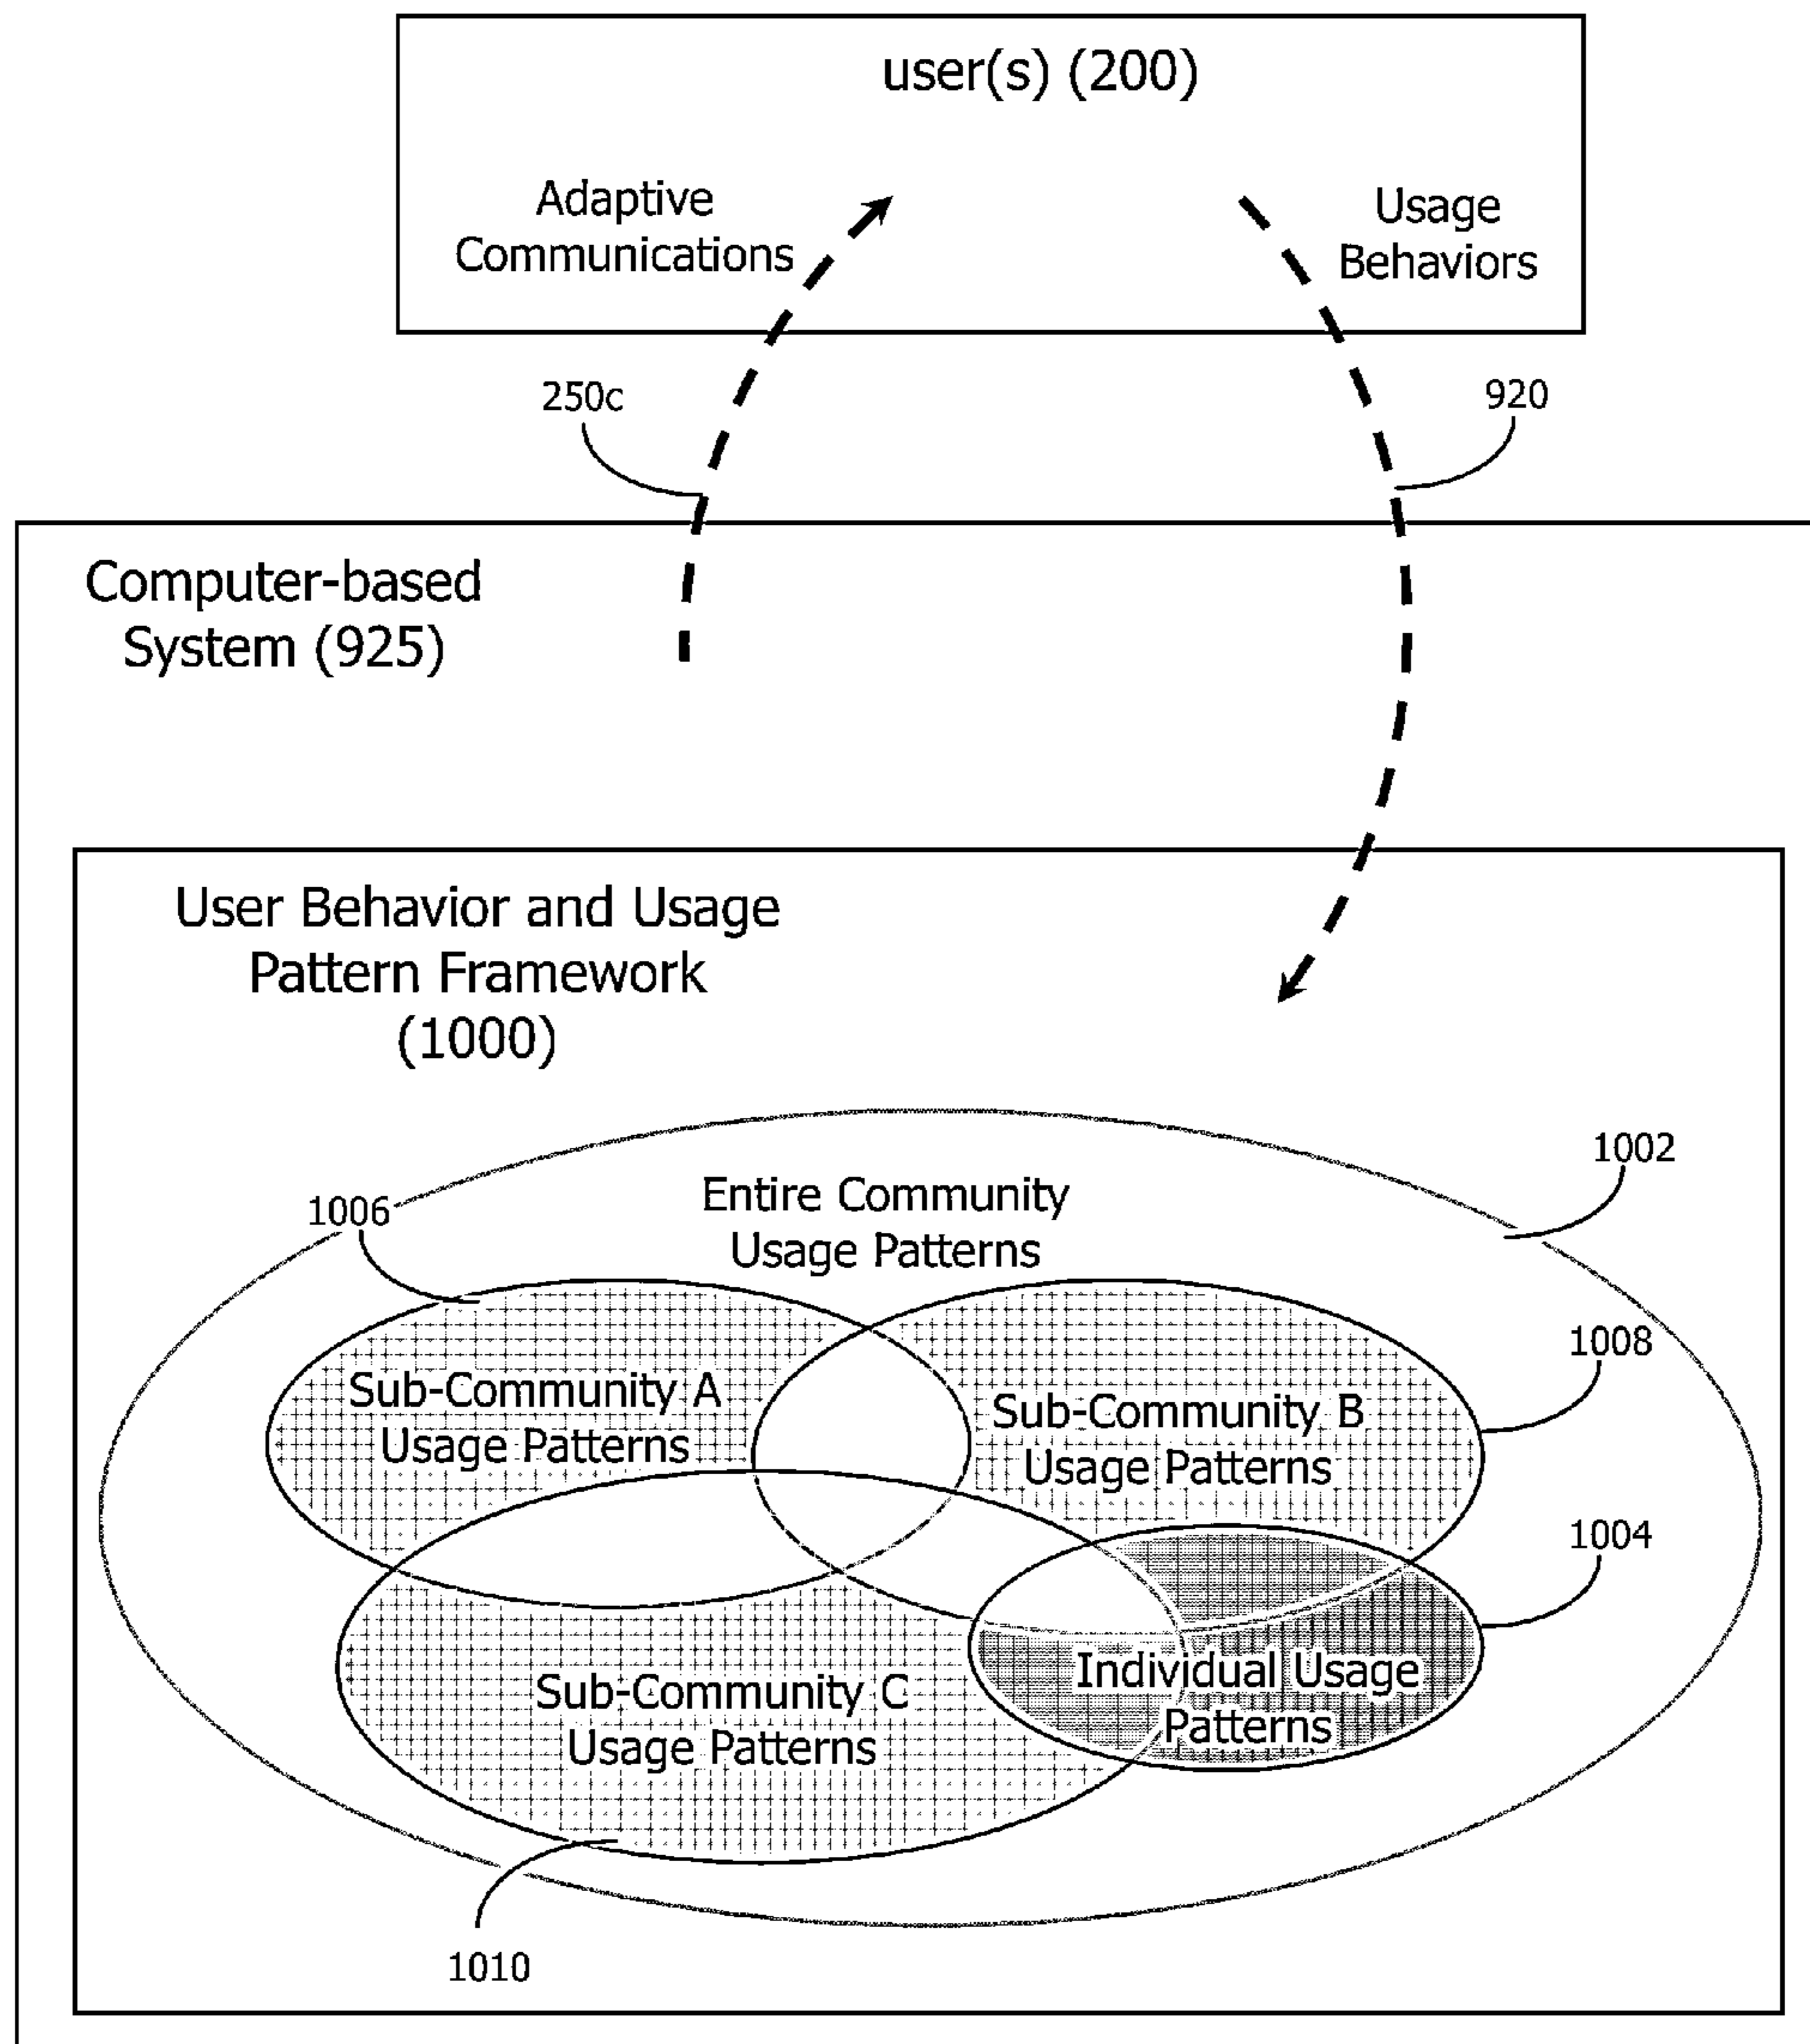 user(s) (200)
Adaptive
Communications
Usage
Behaviors
250c
920
Computer-based
System (925)
User Behavior and Usage
Pattern Framework
(1000)
1002
1006
Entire Community
Usage Patterns
1008
Sub-Community A
Usage Patterns
Sub-Community B
Usage Patterns
1004
Individual Usage
Patterns
Sub-Community C
Usage Patterns
1010